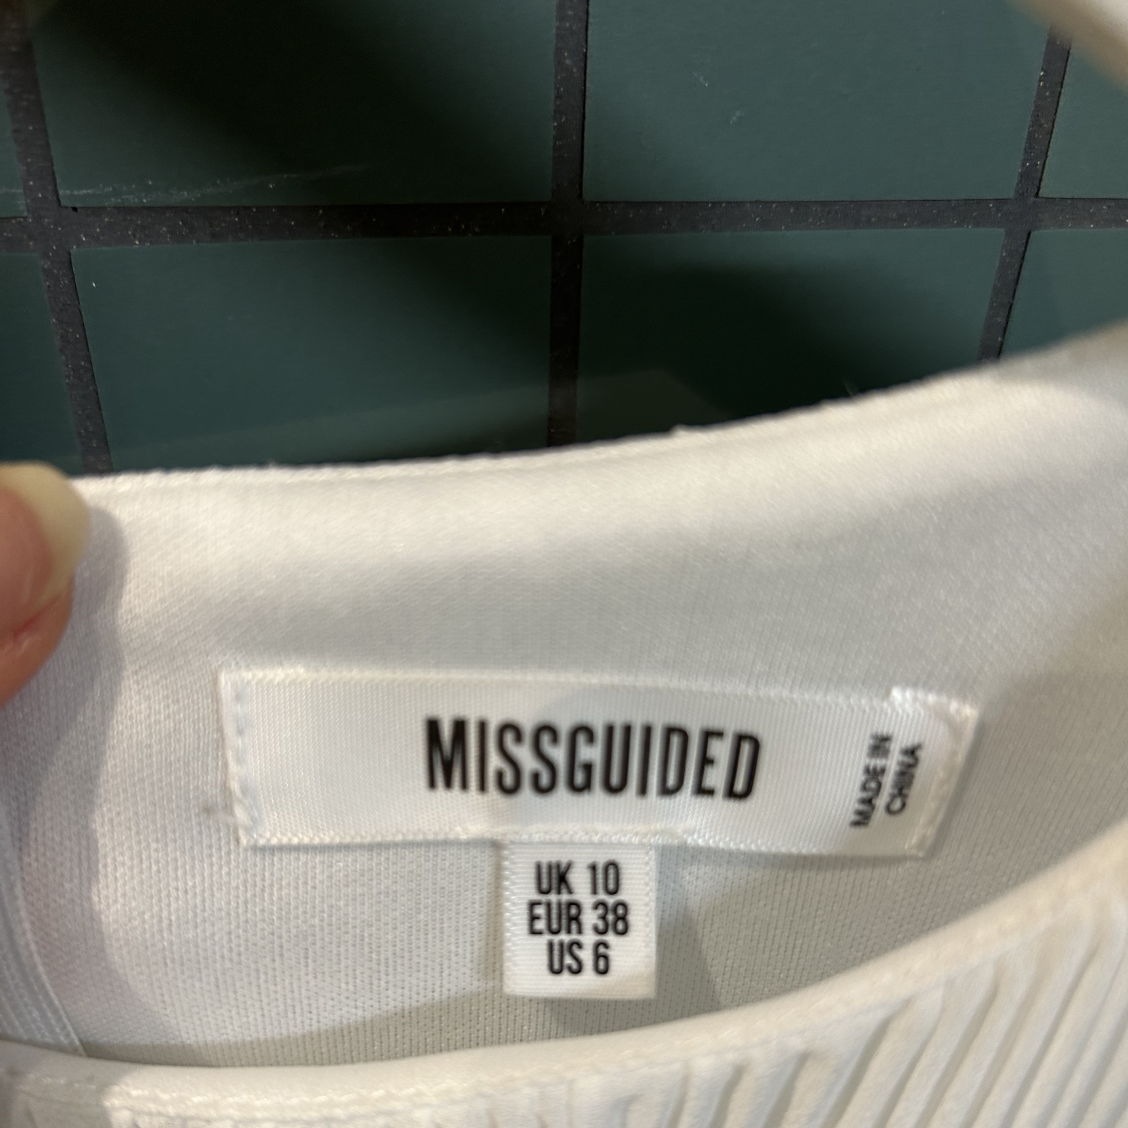 MISSGUIDED
MADE IN
CHINA
UK 10
EUR 38
US 6